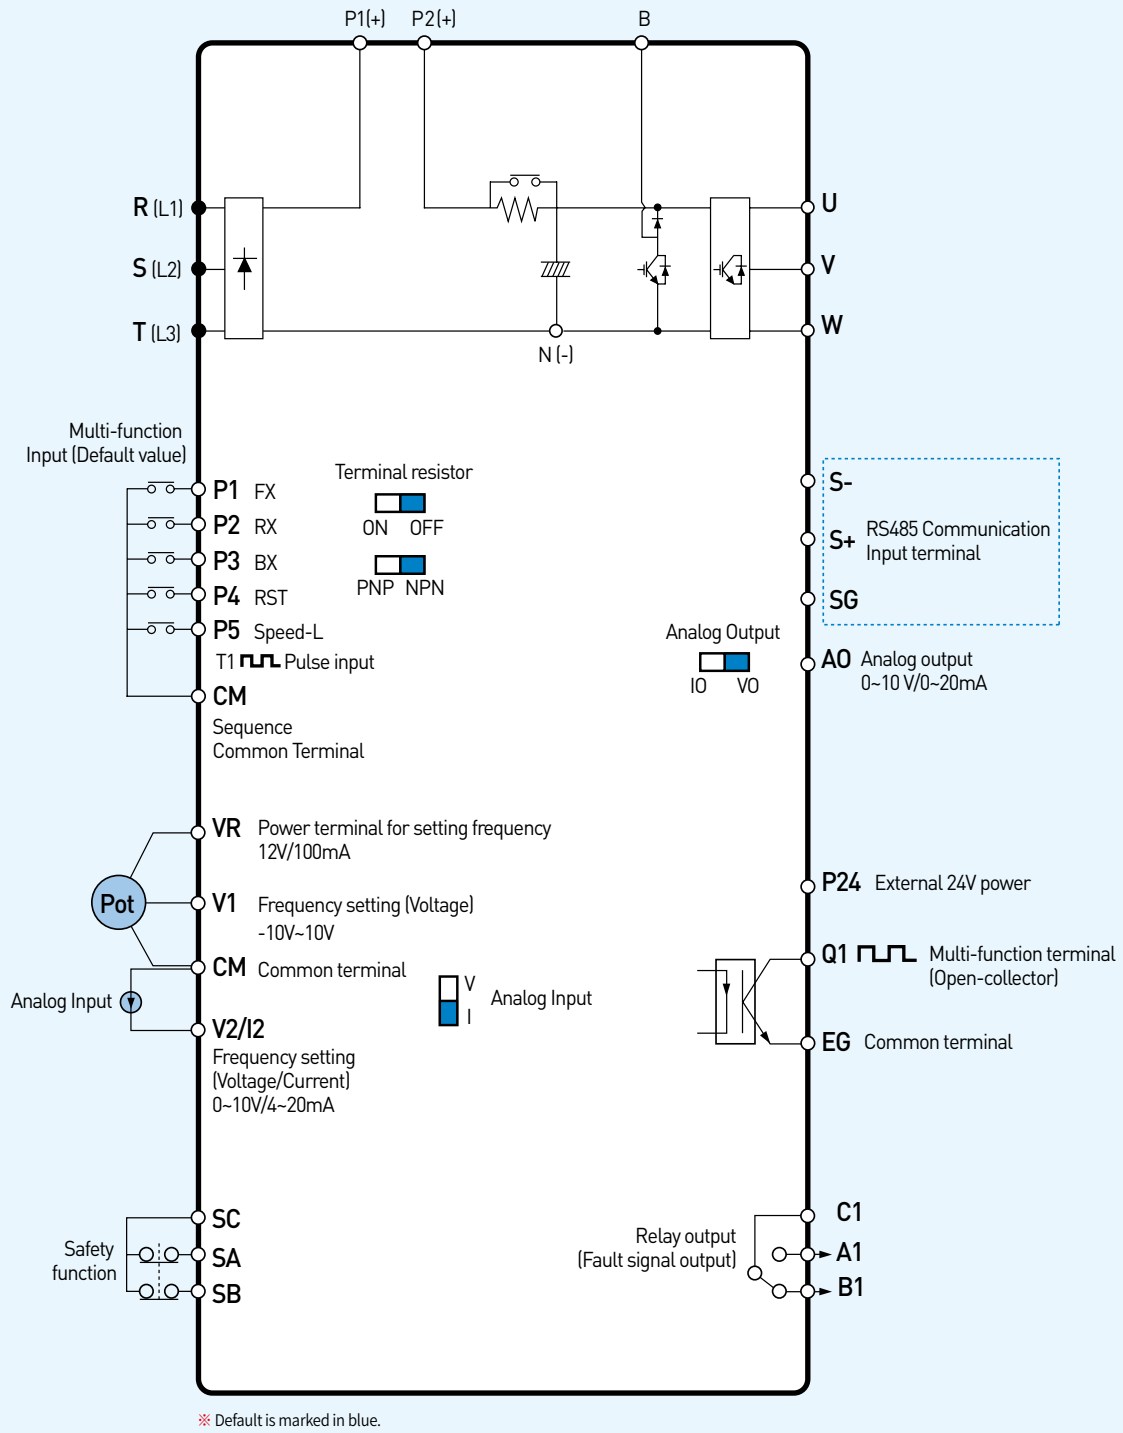 P1(+) P2(+) B
R (L1)
S (L2)
T (L3)
U
V
W
N (-)
Multi-function
Input (Default value)
P1 FX
P2 RX
P3 BX
P4 RST
P5 Speed-L
T1 Pulse input
CM
Sequence
Common Terminal
Terminal resistor
ON OFF
PNP NPN
S-
S+ RS485 Communication
Input terminal
SG
Analog Output
IO VO
AO Analog output
0~10 V/0~20mA
VR Power terminal for setting frequency
12V/100mA
Pot
V1 Frequency setting (Voltage)
-10V~10V
CM Common terminal
Analog Input
V2/I2
Frequency setting
(Voltage/Current)
0~10V/4~20mA
V
I
Analog Input
P24 External 24V power
Q1 Multi-function terminal
(Open-collector)
EG Common terminal
Safety
function
SC
SA
SB
Relay output
(Fault signal output)
C1
A1
B1
※ Default is marked in blue.